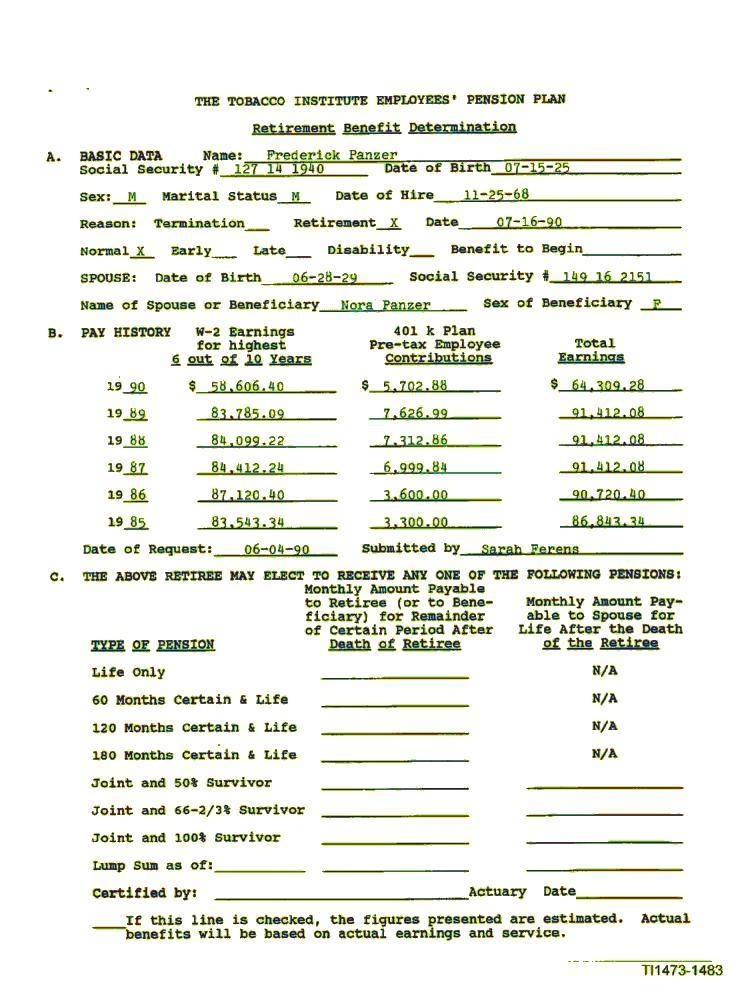 THE TOBACCO INSTITUTE EMPLOYEES' PENSION PLAN
Retirement Benefit Determination
A. BASIC DATA Name: Frederick Panzer
Social Security # 127 14 1940 Date of Birth 07-15-25
Sex: M Marital Status M Date of Hire 11-25-68
Reason: Termination Retirement X Date 07-16-90
Normal X Early Late Disability Benefit to Begin
SPOUSE: Date of Birth 06-28-29 Social Security # 149 16 2151
Name of Spouse or Beneficiary Nora Panzer Sex of Beneficiary F
B. PAY HISTORY W-2 Earnings 401 k Plan
for highest Pre-tax Employee Total
6 out of 10 Years Contributions Earnings
19 90 $ 58,606.40 $ 5,702.88 $ 64,309.28
19 89 83,785.09 7,626.99 91,412.08
19 88 84,099.22 7,312.86 91,412.08
19 87 84,412.24 6,999.84 91,412.08
19 86 87,120.40 3,600.00 90,720.40
19 85 83,543.34 3,300.00 86,843.34
Date of Request: 06-04-90 Submitted by Sarah Ferens
C. THE ABOVE RETIREE MAY ELECT TO RECEIVE ANY ONE OF THE FOLLOWING PENSIONS:
Monthly Amount Payable
to Retiree (or to Bene- Monthly Amount Pay-
ficiary) for Remainder able to Spouse for
of Certain Period After Life After the Death
TYPE OF PENSION Death of Retiree of the Retiree
Life Only N/A
60 Months Certain & Life N/A
120 Months Certain & Life N/A
180 Months Certain & Life N/A
Joint and 50% Survivor
Joint and 66-2/3% Survivor
Joint and 100% Survivor
Lump Sum as of:
Certified by: Actuary Date
If this line is checked, the figures presented are estimated. Actual
benefits will be based on actual earnings and service.
TI1473-1483